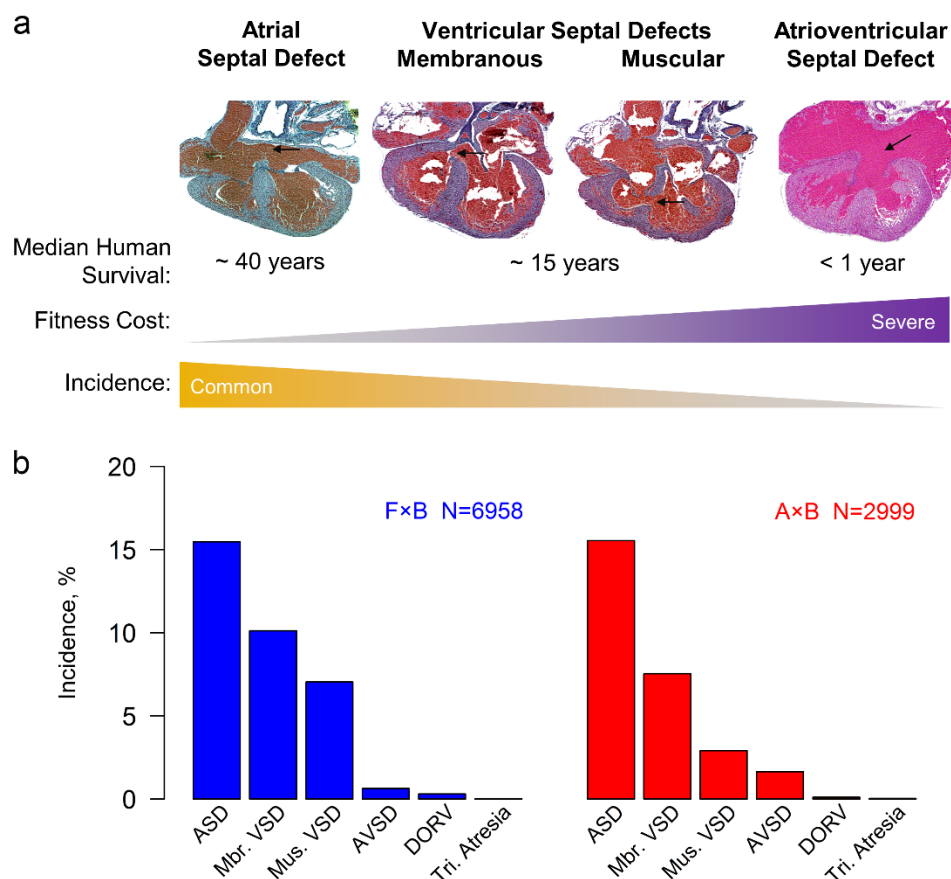 a
Atrial
Septal Defect
Ventricular Septal Defects
Membranous Muscular
Atrioventricular
Septal Defect
Median Human
Survival:
~ 40 years
~ 15 years
< 1 year
Fitness Cost:
Severe
Incidence:
Common
b
Incidence, %
20
15
10
5
0
F×B N=6958
ASD
Mbr. VSD
Mus. VSD
AVSD
DORV
Tri. Atresia
A×B N=2999
ASD
Mbr. VSD
Mus. VSD
AVSD
DORV
Tri. Atresia